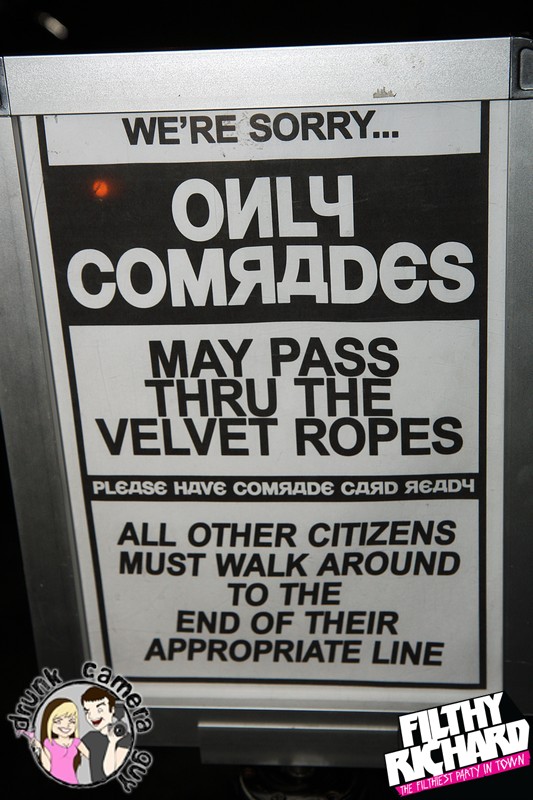 WE'RE SORRY...
ONLY
COMRADES
MAY PASS
THRU THE
VELVET ROPES
PLEASE HAVE COMRADE CARD READY
ALL OTHER CITIZENS
MUST WALK AROUND
TO THE
END OF THEIR
APPROPRIATE LINE
drunk camera guy
FILTHY
RICHARD
THE FILTHIEST PARTY IN TOWN